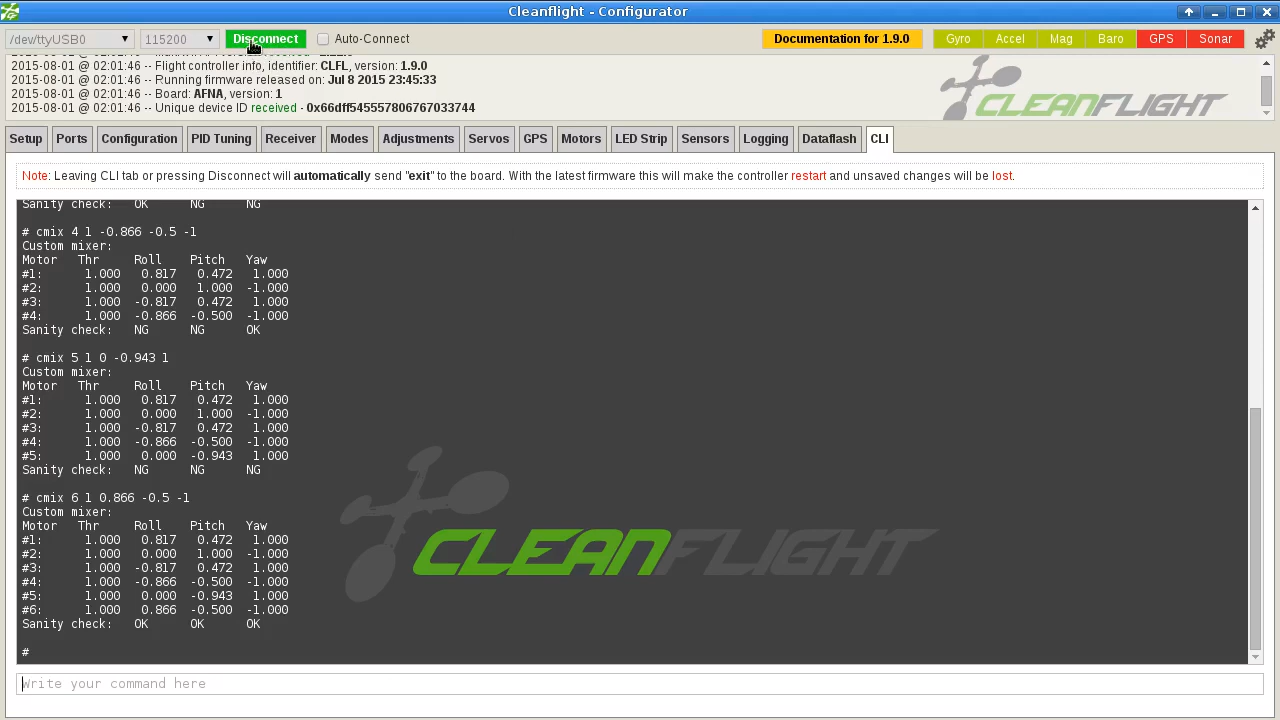 Cleanflight - Configurator
/dev/ttyUSB0 115200 Disconnect Auto-Connect Documentation for 1.9.0 Gyro Accel Mag Baro GPS Sonar
2015-08-01 @ 02:01:46 -- Flight controller info, identifier: CLFL, version: 1.9.0
2015-08-01 @ 02:01:46 -- Running firmware released on: Jul 8 2015 23:45:33
2015-08-01 @ 02:01:46 -- Board: AFNA, version: 1
2015-08-01 @ 02:01:46 -- Unique device ID received - 0x66dff545557806767033744
CLEANFLIGHT
Setup Ports Configuration PID Tuning Receiver Modes Adjustments Servos GPS Motors LED Strip Sensors Logging Dataflash CLI
Note: Leaving CLI tab or pressing Disconnect will automatically send "exit" to the board. With the latest firmware this will make the controller restart and unsaved changes will be lost.
Sanity check: OK NG NG
# cmix 4 1 -0.866 -0.5 -1
Custom mixer:
Motor Thr Roll Pitch Yaw
#1: 1.000 0.817 0.472 1.000
#2: 1.000 0.000 1.000 -1.000
#3: 1.000 -0.817 0.472 1.000
#4: 1.000 -0.866 -0.500 -1.000
Sanity check: NG NG OK
# cmix 5 1 0 -0.943 1
Custom mixer:
Motor Thr Roll Pitch Yaw
#1: 1.000 0.817 0.472 1.000
#2: 1.000 0.000 1.000 -1.000
#3: 1.000 -0.817 0.472 1.000
#4: 1.000 -0.866 -0.500 -1.000
#5: 1.000 0.000 -0.943 1.000
Sanity check: NG NG NG
# cmix 6 1 0.866 -0.5 -1
Custom mixer:
Motor Thr Roll Pitch Yaw
#1: 1.000 0.817 0.472 1.000
#2: 1.000 0.000 1.000 -1.000
#3: 1.000 -0.817 0.472 1.000
#4: 1.000 -0.866 -0.500 -1.000
#5: 1.000 0.000 -0.943 1.000
#6: 1.000 0.866 -0.500 -1.000
Sanity check: OK OK OK
#
CLEANFLIGHT
Write your command here